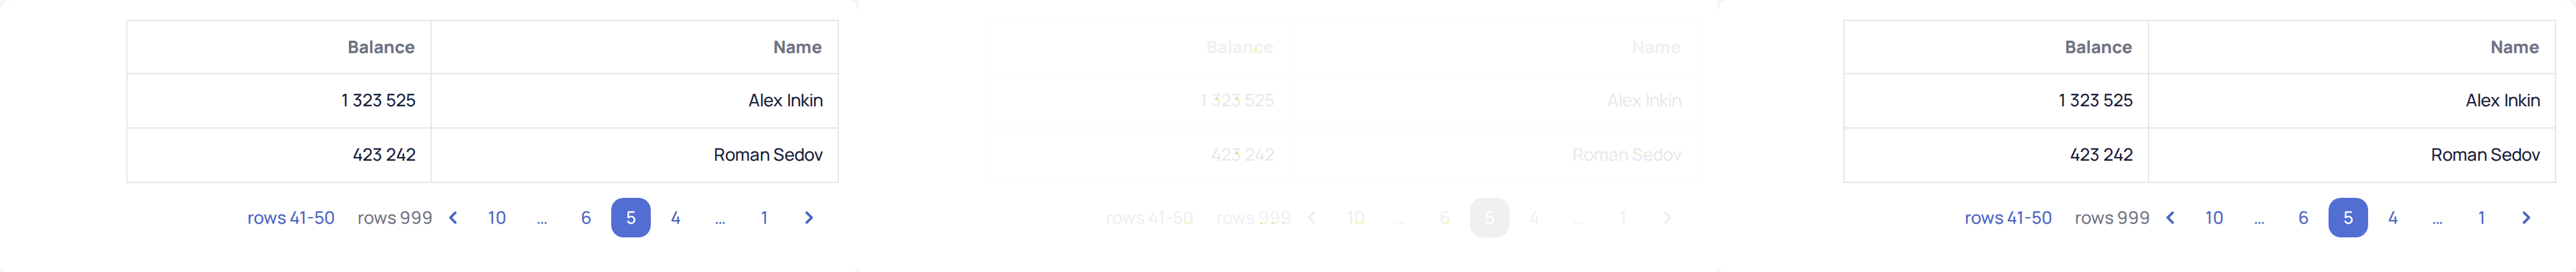 Balance Name
1 323 525 Alex Inkin
423 242 Roman Sedov
rows 41-50 rows 999 10 ... 6 5 4 ... 1
Balance Name
1 323 525 Alex Inkin
423 242 Roman Sedov
rows 41-50 rows 999 10 ... 6 5 4 ... 1
Balance Name
1 323 525 Alex Inkin
423 242 Roman Sedov
rows 41-50 rows 999 10 ... 6 5 4 ... 1